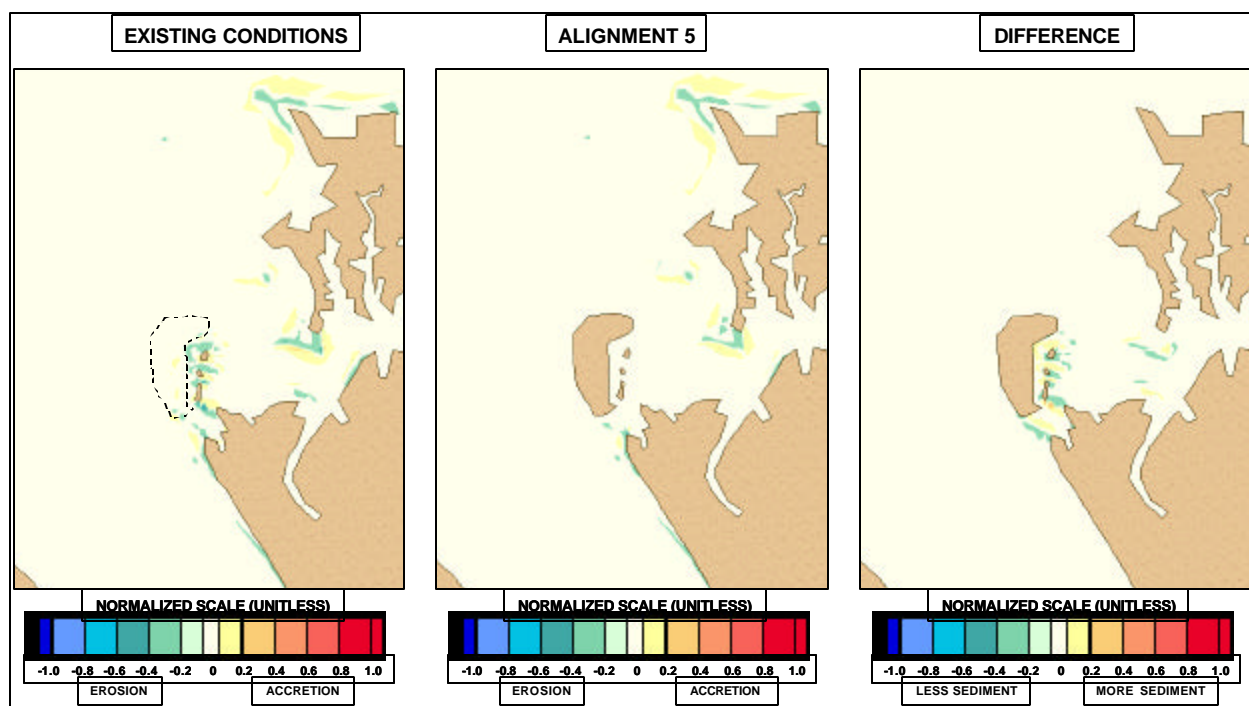 EXISTING CONDITIONS
ALIGNMENT 5
DIFFERENCE
NORMALIZED SCALE (UNITLESS)
-1.0 -0.8 -0.6 -0.4 -0.2 0 0.2 0.4 0.6 0.8 1.0
EROSION ACCRETION
NORMALIZED SCALE (UNITLESS)
-1.0 -0.8 -0.6 -0.4 -0.2 0 0.2 0.4 0.6 0.8 1.0
EROSION ACCRETION
NORMALIZED SCALE (UNITLESS)
-1.0 -0.8 -0.6 -0.4 -0.2 0 0.2 0.4 0.6 0.8 1.0
LESS SEDIMENT MORE SEDIMENT